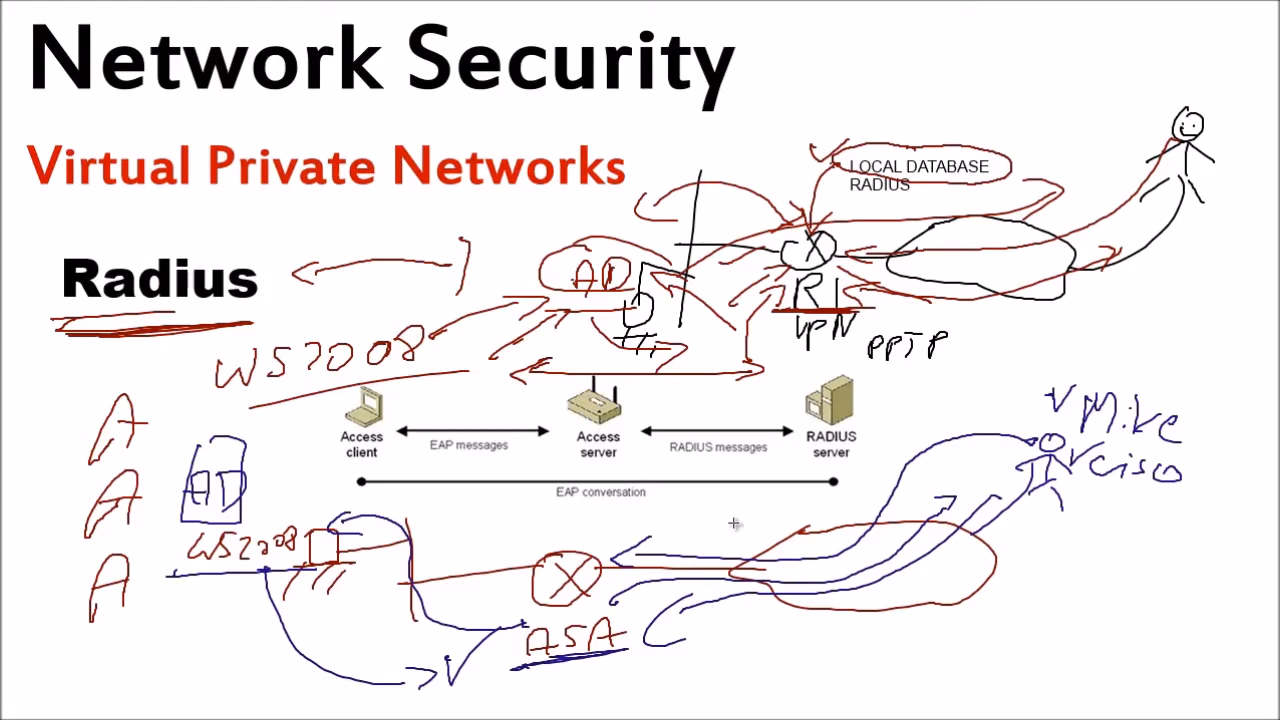 Network Security
Virtual Private Networks
LOCAL DATABASE
RADIUS
Radius
AD
R1
VPN
PPTP
WS2008
Access
client
EAP messages
Access
server
RADIUS messages
RADIUS
server
EAP conversation
A
A
A
AD
WS2008
ASA
Mike
Cisco